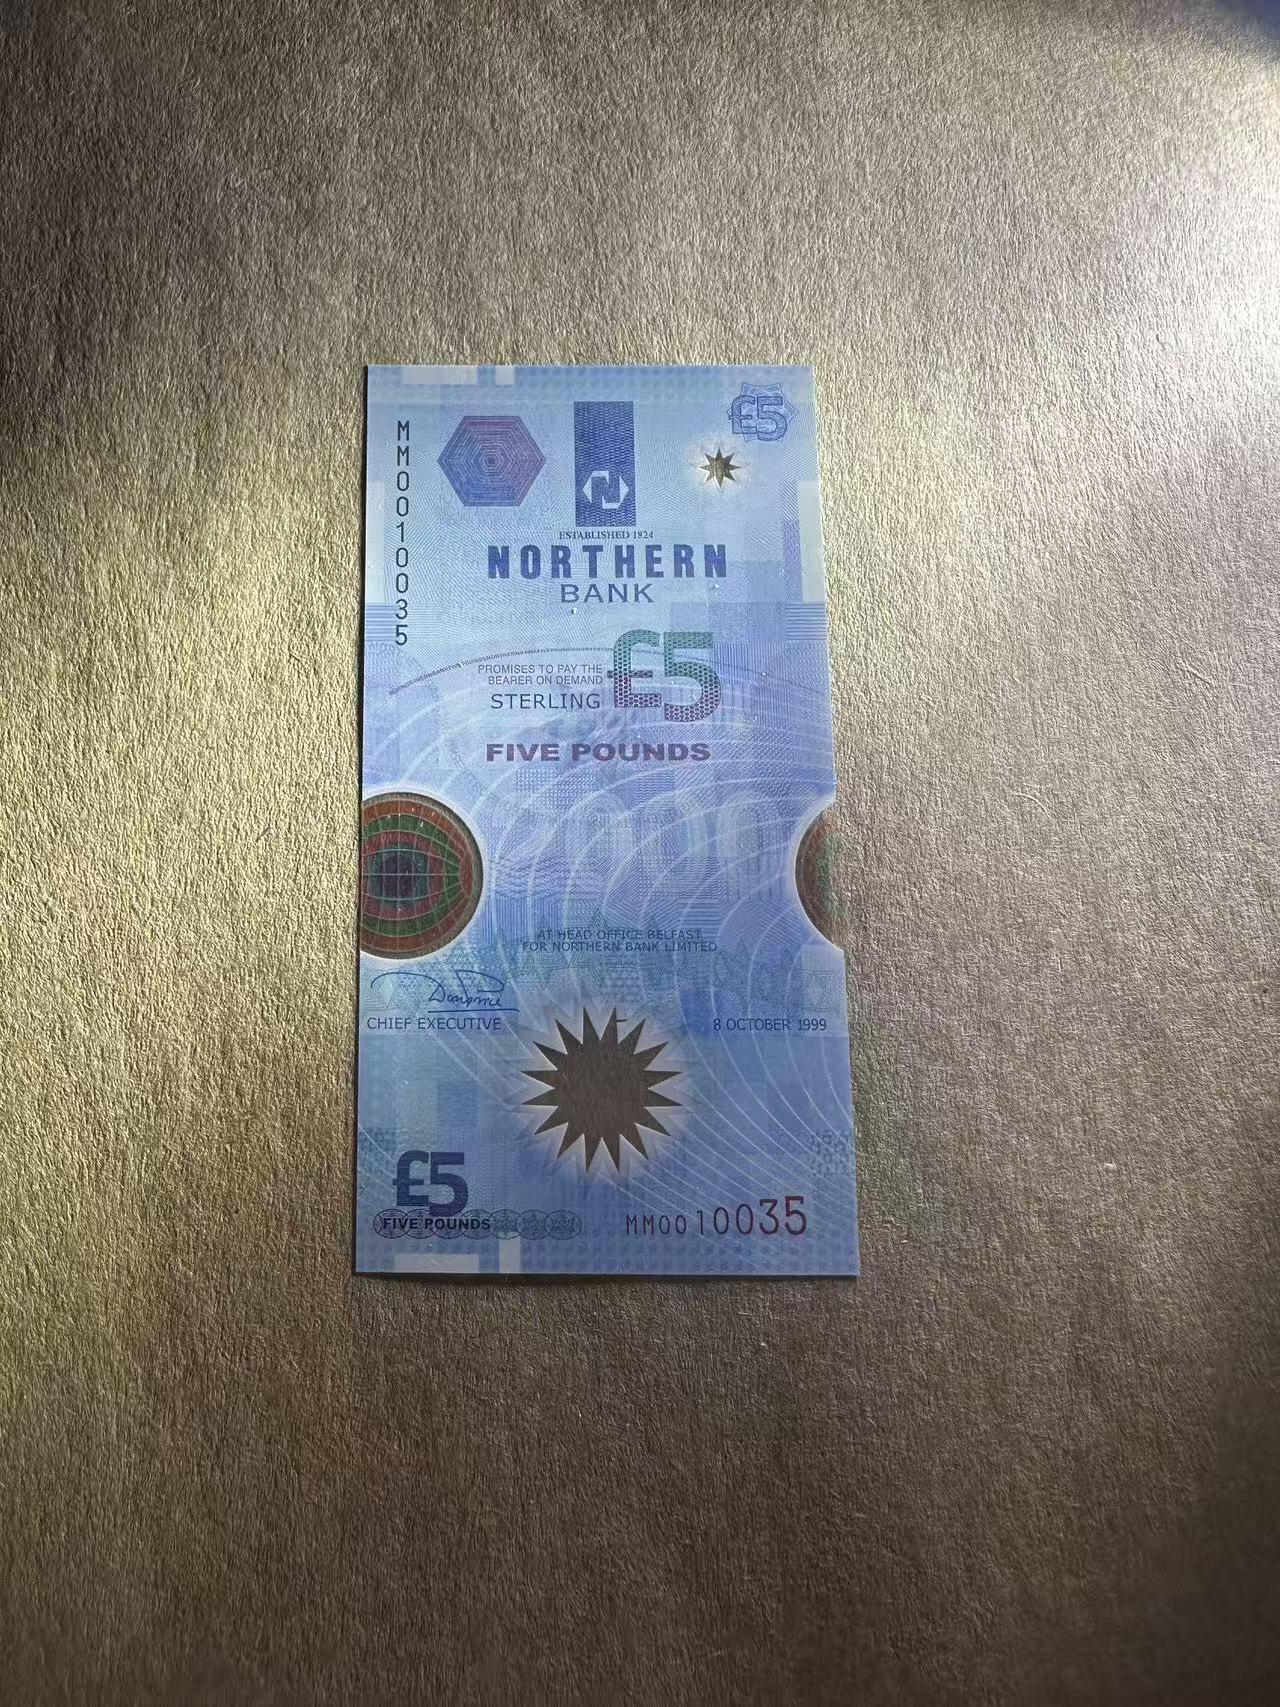 MM0010035
£5
N
ESTABLISHED 1824
NORTHERN
BANK
PROMISES TO PAY THE
BEARER ON DEMAND
STERLING
£5
FIVE POUNDS
AT HEAD OFFICE BELFAST
FOR NORTHERN BANK LIMITED
CHIEF EXECUTIVE
8 OCTOBER 1999
£5
FIVE POUNDS
MM0010035